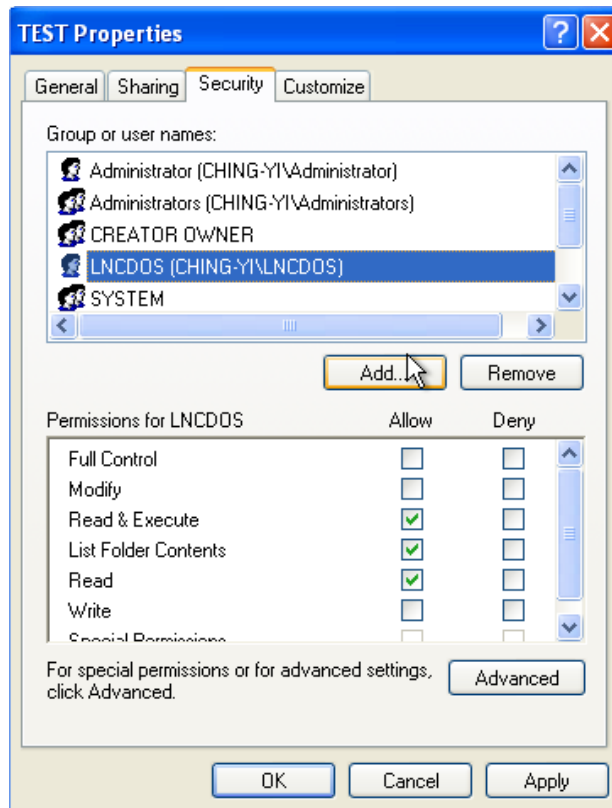 TEST Properties
General Sharing Security Customize
Group or user names:
Administrator (CHING-YI\Administrator)
Administrators (CHING-YI\Administrators)
CREATOR OWNER
LNCDOS (CHING-YI\LNCDOS)
SYSTEM
Add... Remove
Permissions for LNCDOS Allow Deny
Full Control
Modify
Read & Execute
List Folder Contents
Read
Write
Special Permissions
For special permissions or for advanced settings, Advanced
click Advanced.
OK Cancel Apply